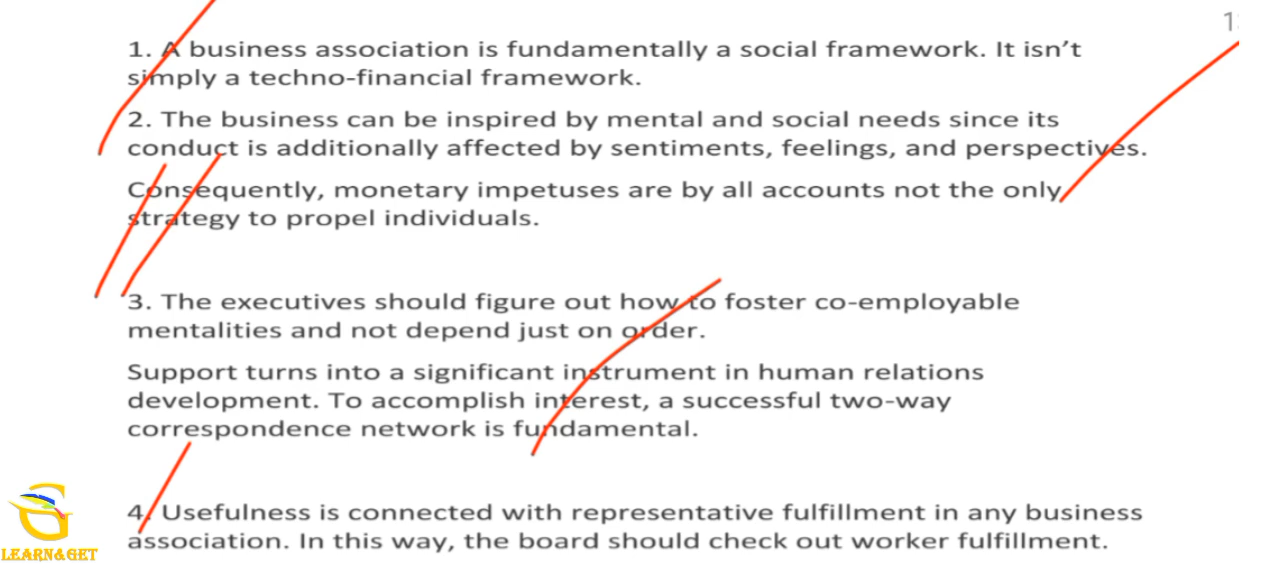 1
1. A business association is fundamentally a social framework. It isn’t
simply a techno-financial framework.
2. The business can be inspired by mental and social needs since its
conduct is additionally affected by sentiments, feelings, and perspectives.
Consequently, monetary impetuses are by all accounts not the only
strategy to propel individuals.
3. The executives should figure out how to foster co-employable
mentalities and not depend just on order.
Support turns into a significant instrument in human relations
development. To accomplish interest, a successful two-way
correspondence network is fundamental.
4. Usefulness is connected with representative fulfillment in any business
association. In this way, the board should check out worker fulfillment.
LEARN&GET